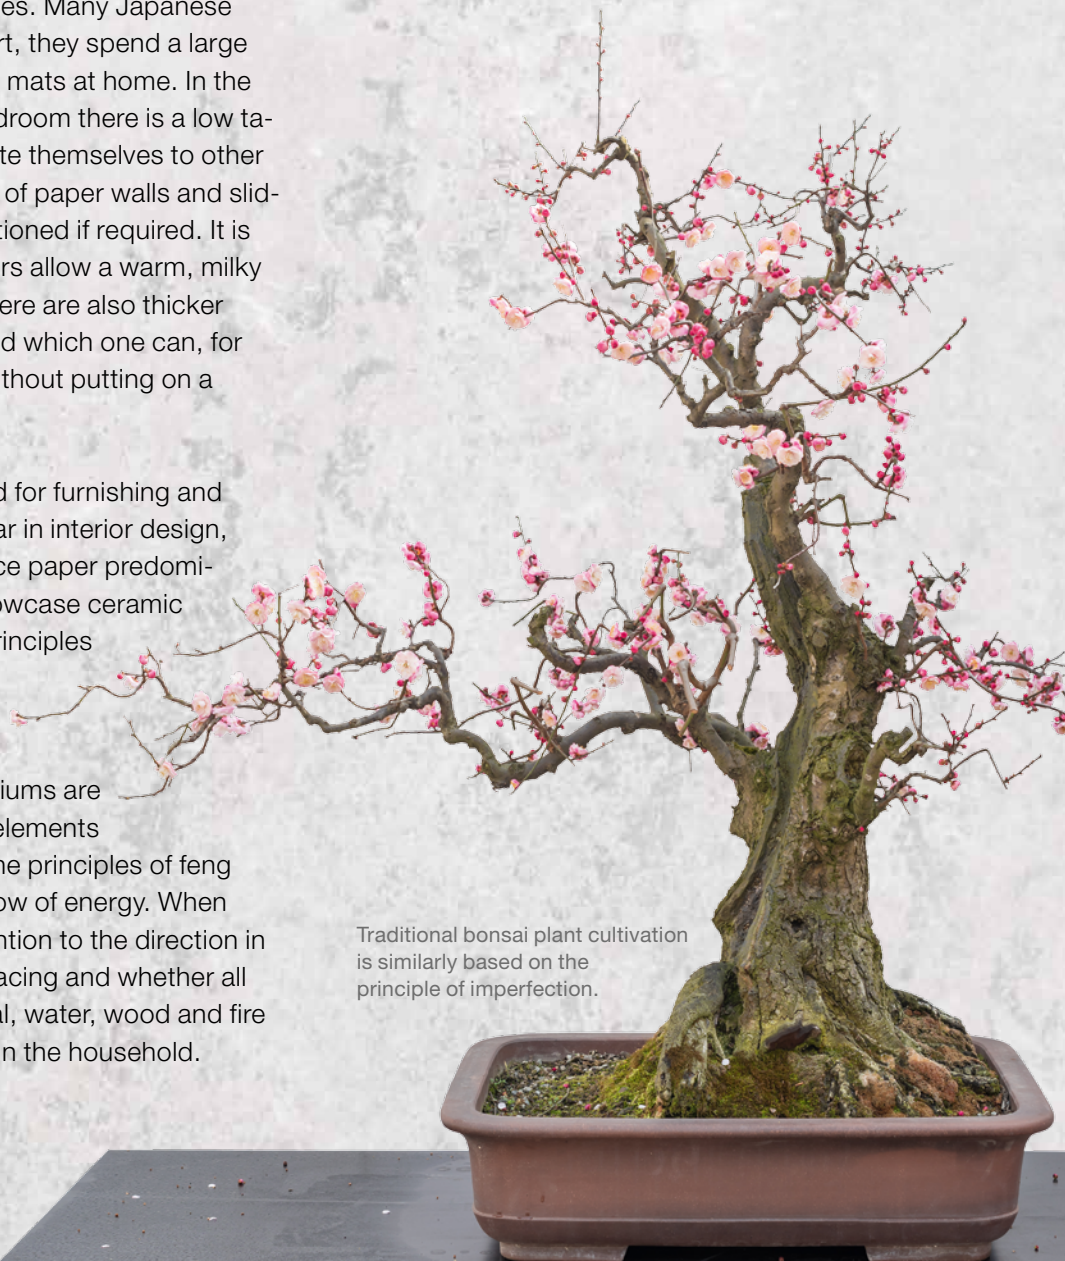 es. Many Japanese
rt, they spend a large
mats at home. In the
droom there is a low ta-
te themselves to other
of paper walls and slid-
tioned if required. It is
rs allow a warm, milky
ere are also thicker
d which one can, for
thout putting on a
d for furnishing and
ar in interior design,
ce paper predomi-
owcase ceramic
rinciples
iums are
elements
he principles of feng
ow of energy. When
ntion to the direction in
acing and whether all
al, water, wood and fire
n the household.
Traditional bonsai plant cultivation
is similarly based on the
principle of imperfection.